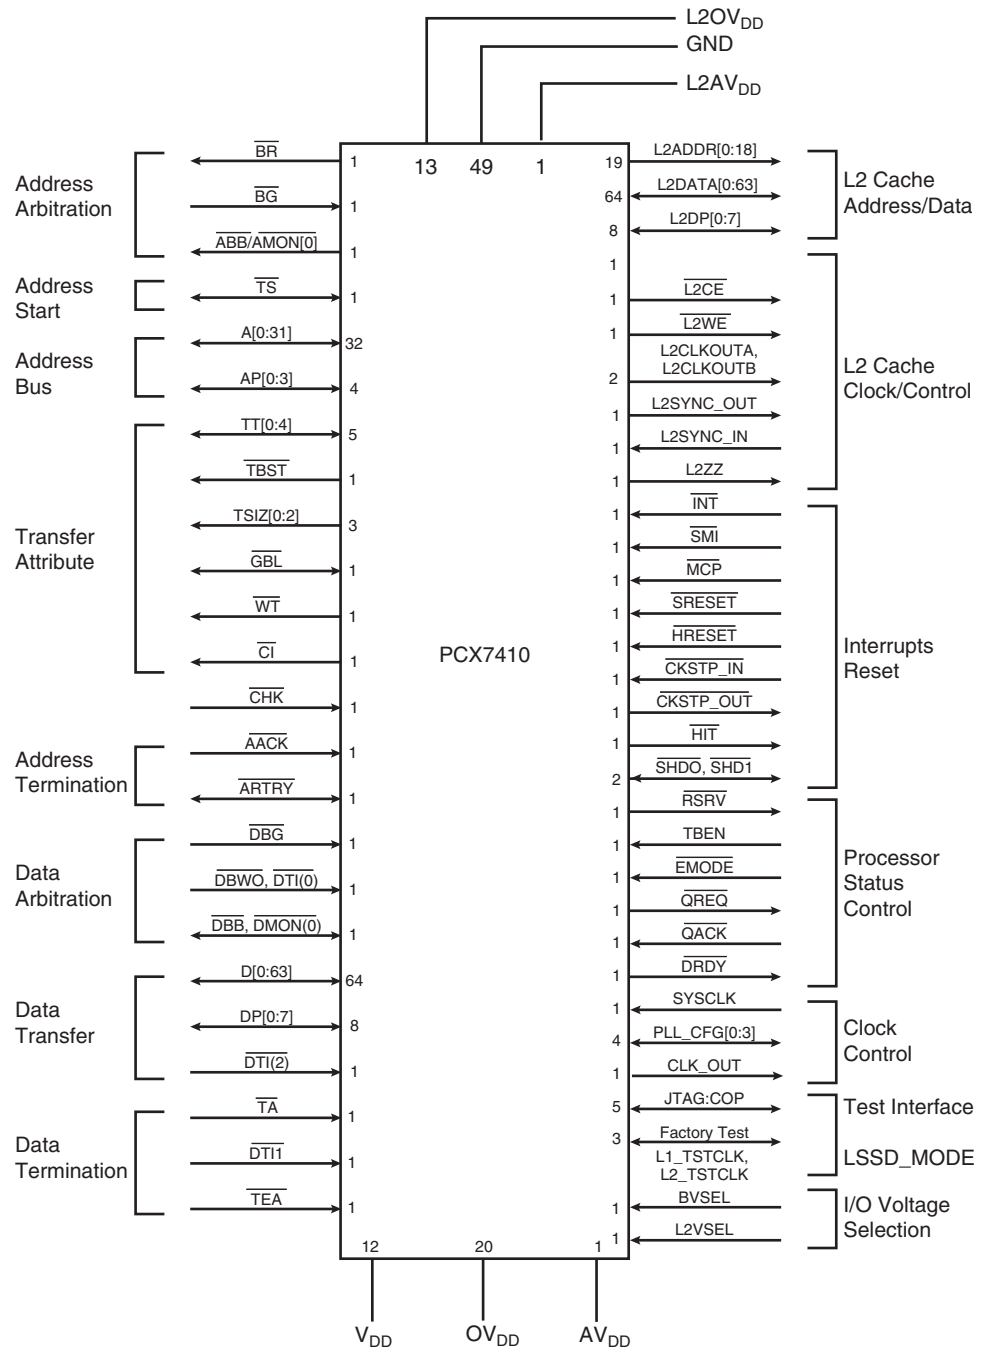 L2OVDD
GND
L2AVDD
13 49 1
Address
Arbitration
BR 1
BG 1
ABB/AMON[0] 1
Address
Start
TS 1
Address
Bus
A[0:31] 32
AP[0:3] 4
Transfer
Attribute
TT[0:4] 5
TBST 1
TSIZ[0:2] 3
GBL 1
WT 1
CI 1
CHK 1
Address
Termination
AACK 1
ARTRY 1
Data
Arbitration
DBG 1
DBWO, DTI(0) 1
DBB, DMON(0) 1
Data
Transfer
D[0:63] 64
DP[0:7] 8
DTI(2) 1
Data
Termination
TA 1
DTI1 1
TEA 1
PCX7410
19 L2ADDR[0:18]
64 L2DATA[0:63]
8 L2DP[0:7]
L2 Cache
Address/Data
1
1 L2CE
1 L2WE
L2CLKOUTA,
2 L2CLKOUTB
1 L2SYNC_OUT
1 L2SYNC_IN
1 L2ZZ
L2 Cache
Clock/Control
1 INT
1 SMI
1 MCP
1 SRESET
1 HRESET
1 CKSTP_IN
1 CKSTP_OUT
1 HIT
2 SHDO, SHD1
Interrupts
Reset
1 RSRV
1 TBEN
1 EMODE
1 QREQ
1 QACK
1 DRDY
Processor
Status
Control
1 SYSCLK
4 PLL_CFG[0:3]
1 CLK_OUT
Clock
Control
5 JTAG:COP
3 Factory Test
L1_TSTCLK,
L2_TSTCLK
Test Interface
LSSD_MODE
1 BVSEL
1 L2VSEL
I/O Voltage
Selection
12 20 1
VDD OVDD AVDD